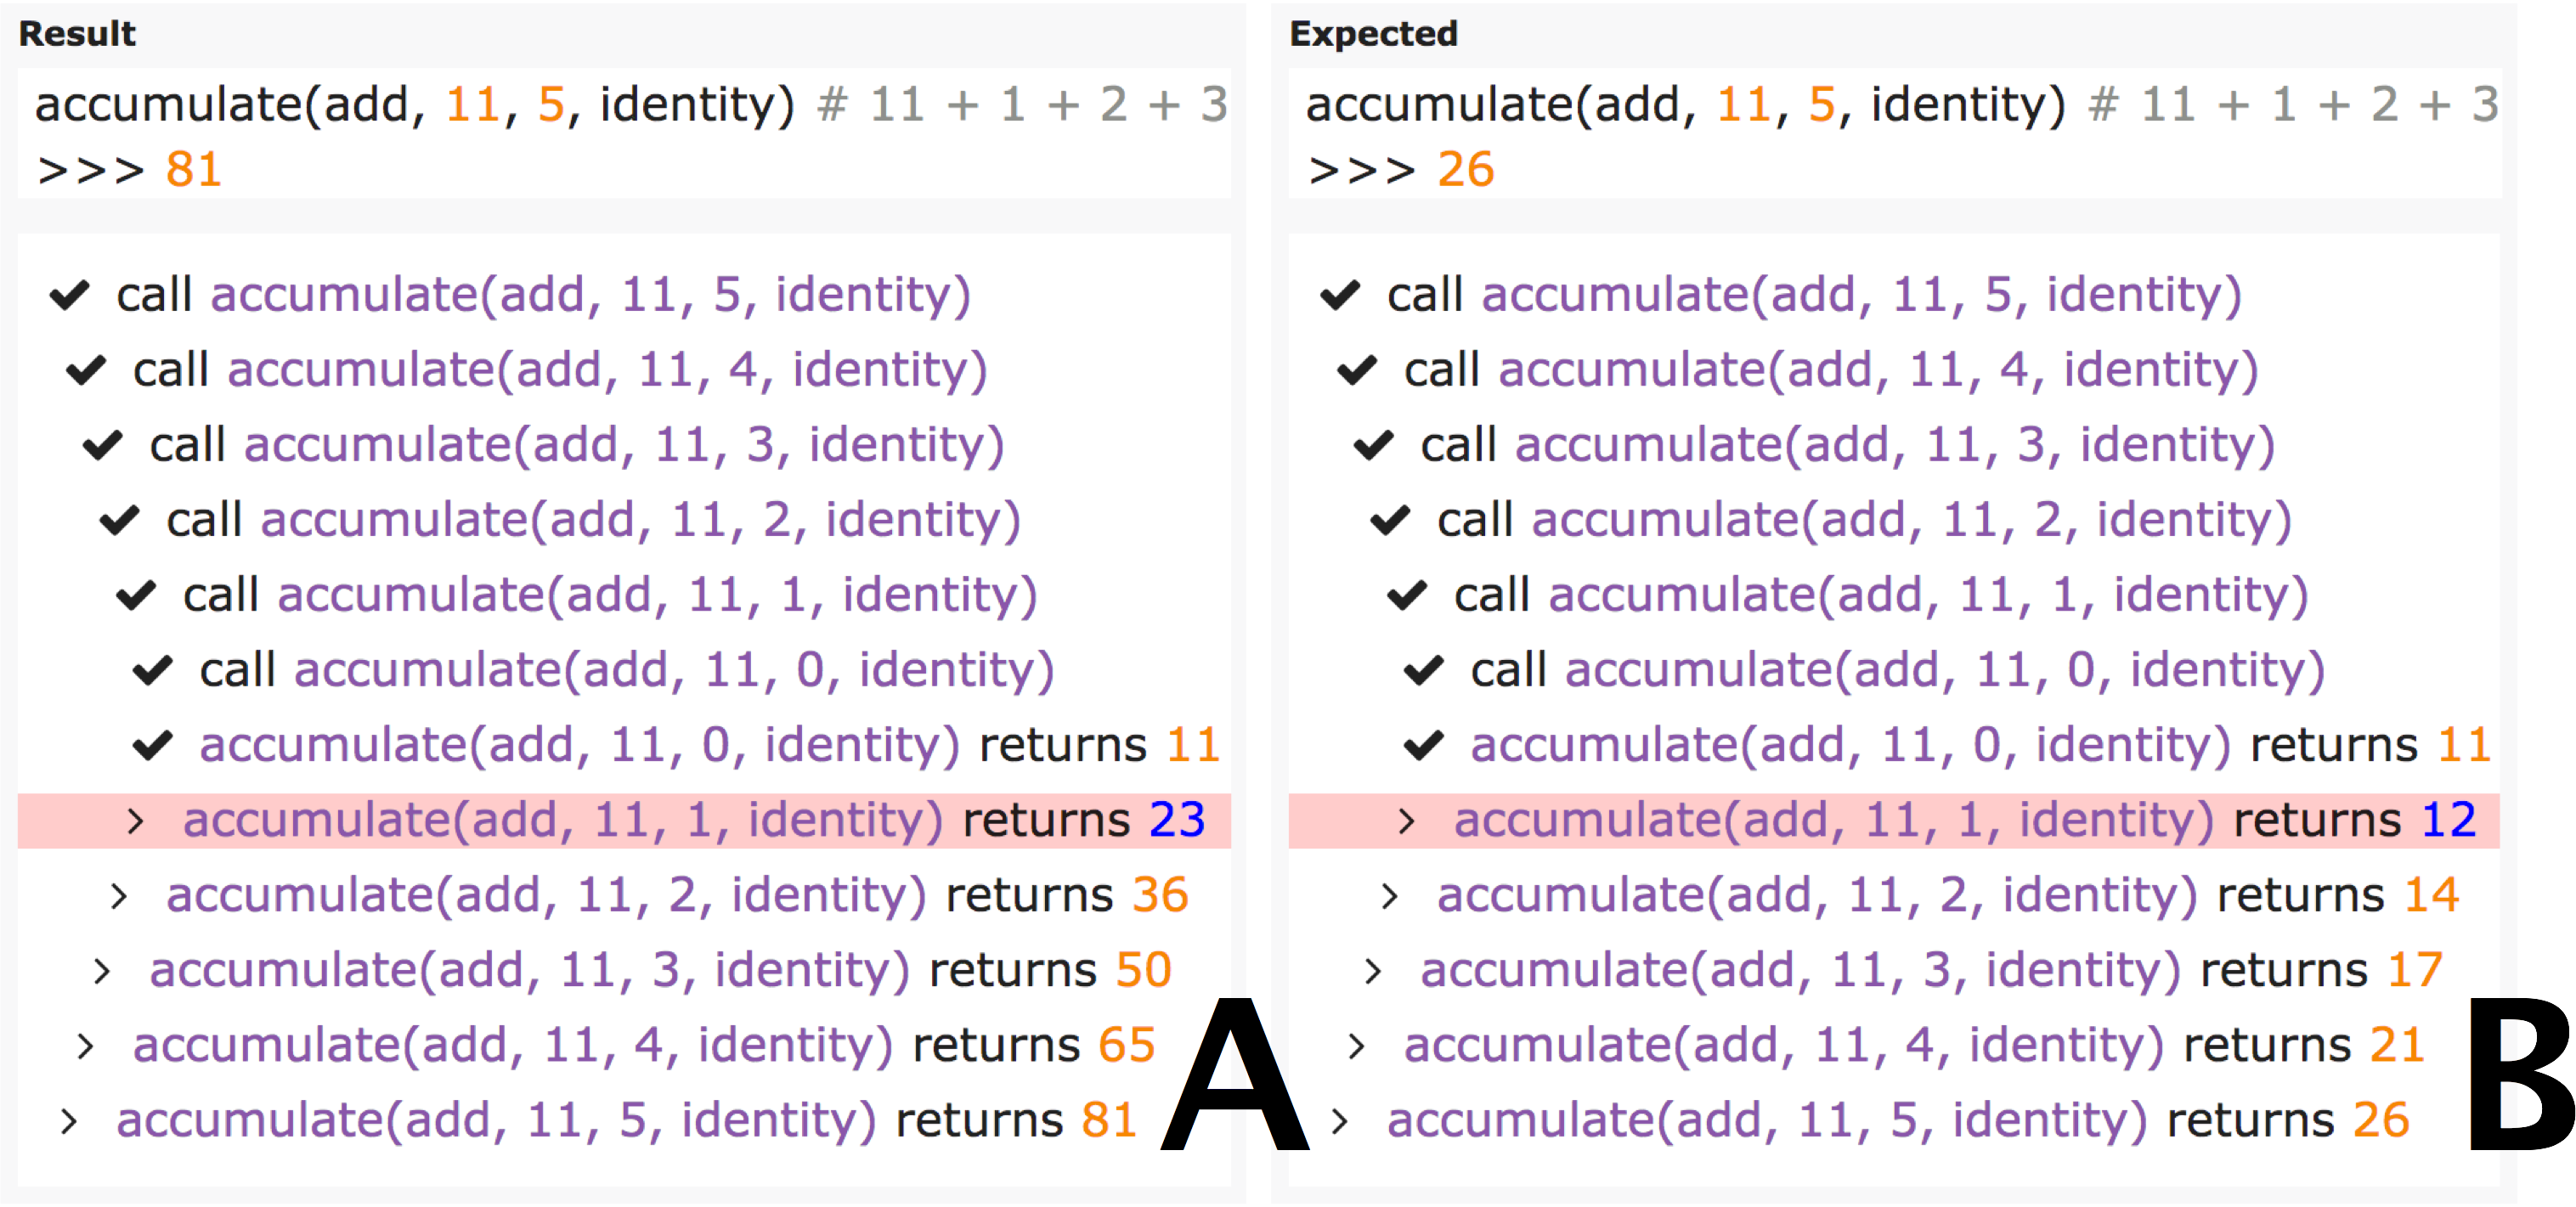 Result
accumulate(add, 11, 5, identity) # 11 + 1 + 2 + 3
>>> 81
✔ call accumulate(add, 11, 5, identity)
✔ call accumulate(add, 11, 4, identity)
✔ call accumulate(add, 11, 3, identity)
✔ call accumulate(add, 11, 2, identity)
✔ call accumulate(add, 11, 1, identity)
✔ call accumulate(add, 11, 0, identity)
✔ accumulate(add, 11, 0, identity) returns 11
> accumulate(add, 11, 1, identity) returns 23
> accumulate(add, 11, 2, identity) returns 36
> accumulate(add, 11, 3, identity) returns 50
> accumulate(add, 11, 4, identity) returns 65
> accumulate(add, 11, 5, identity) returns 81
A
Expected
accumulate(add, 11, 5, identity) # 11 + 1 + 2 + 3
>>> 26
✔ call accumulate(add, 11, 5, identity)
✔ call accumulate(add, 11, 4, identity)
✔ call accumulate(add, 11, 3, identity)
✔ call accumulate(add, 11, 2, identity)
✔ call accumulate(add, 11, 1, identity)
✔ call accumulate(add, 11, 0, identity)
✔ accumulate(add, 11, 0, identity) returns 11
> accumulate(add, 11, 1, identity) returns 12
> accumulate(add, 11, 2, identity) returns 14
> accumulate(add, 11, 3, identity) returns 17
> accumulate(add, 11, 4, identity) returns 21
> accumulate(add, 11, 5, identity) returns 26
B